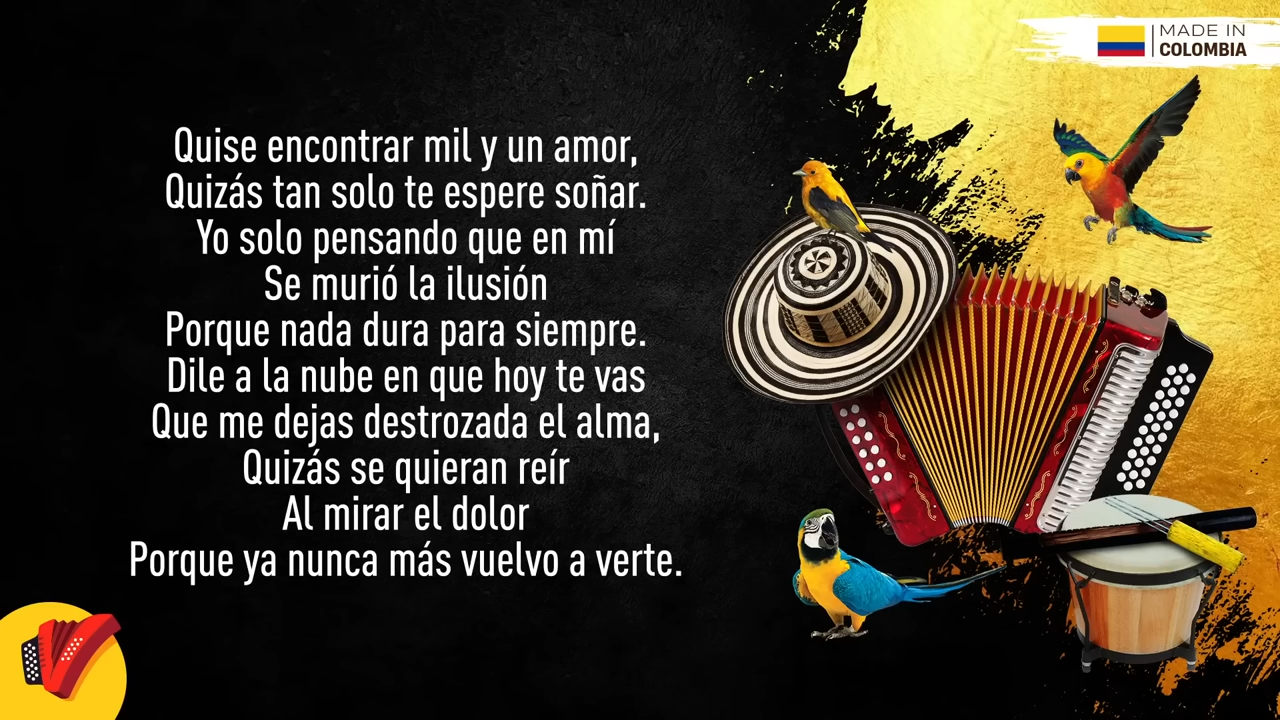 MADE IN
COLOMBIA
Quise encontrar mil y un amor,
Quizás tan solo te espere soñar.
Yo solo pensando que en mí
Se murió la ilusión
Porque nada dura para siempre.
Dile a la nube en que hoy te vas
Que me dejas destrozada el alma,
Quizás se quieran reír
Al mirar el dolor
Porque ya nunca más vuelvo a verte.